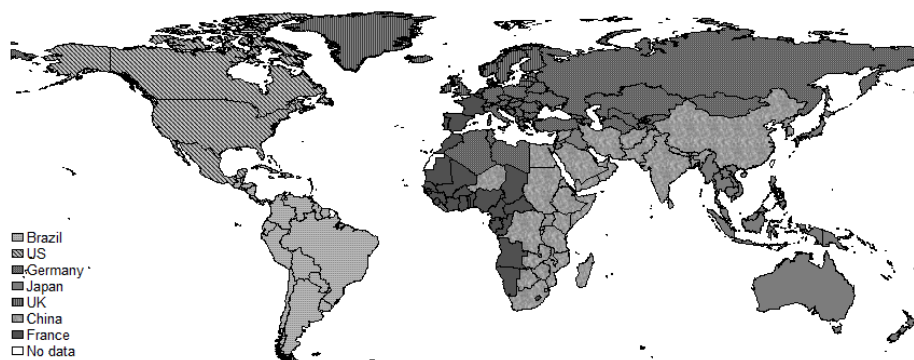 Brazil
US
Germany
Japan
UK
China
France
No data